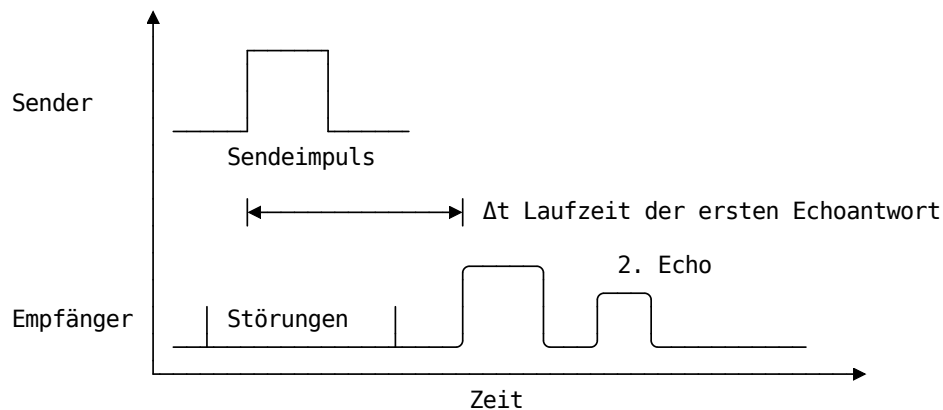 Sender
Sendeimpuls
Δt Laufzeit der ersten Echoantwort
2. Echo
Empfänger
Störungen
Zeit